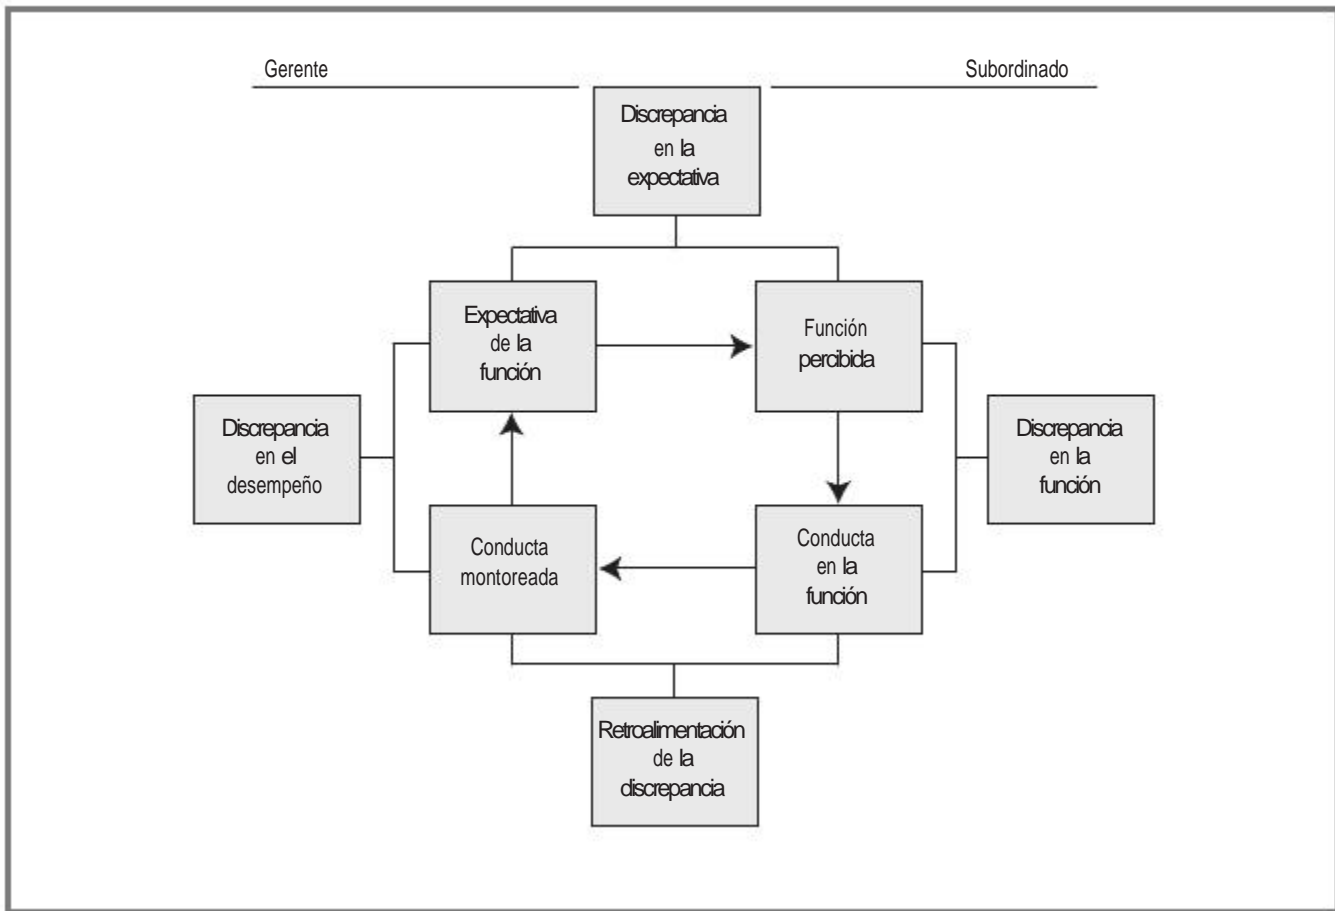 Gerente
Subordinado
Discrepancia
en la
expectativa
Expectativa
de la
función
Función
percibida
Discrepancia
en el
desempeño
Discrepancia
en la
función
Conducta
montoreada
Conducta
en la
función
Retroalimentación
de la
discrepancia